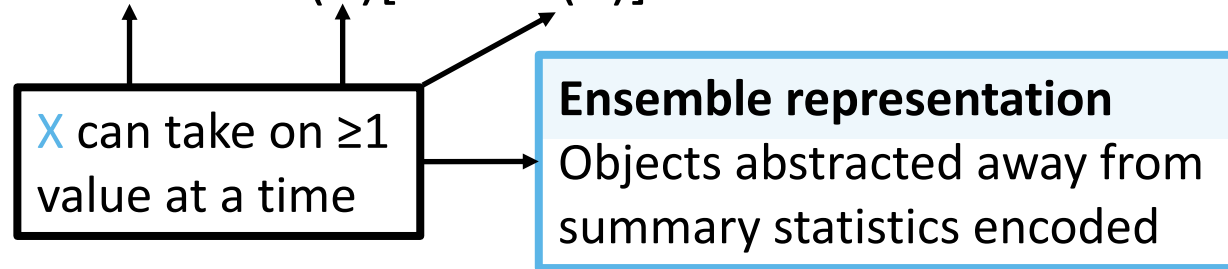 X can take on ≥1
value at a time
Ensemble representation
Objects abstracted away from
summary statistics encoded